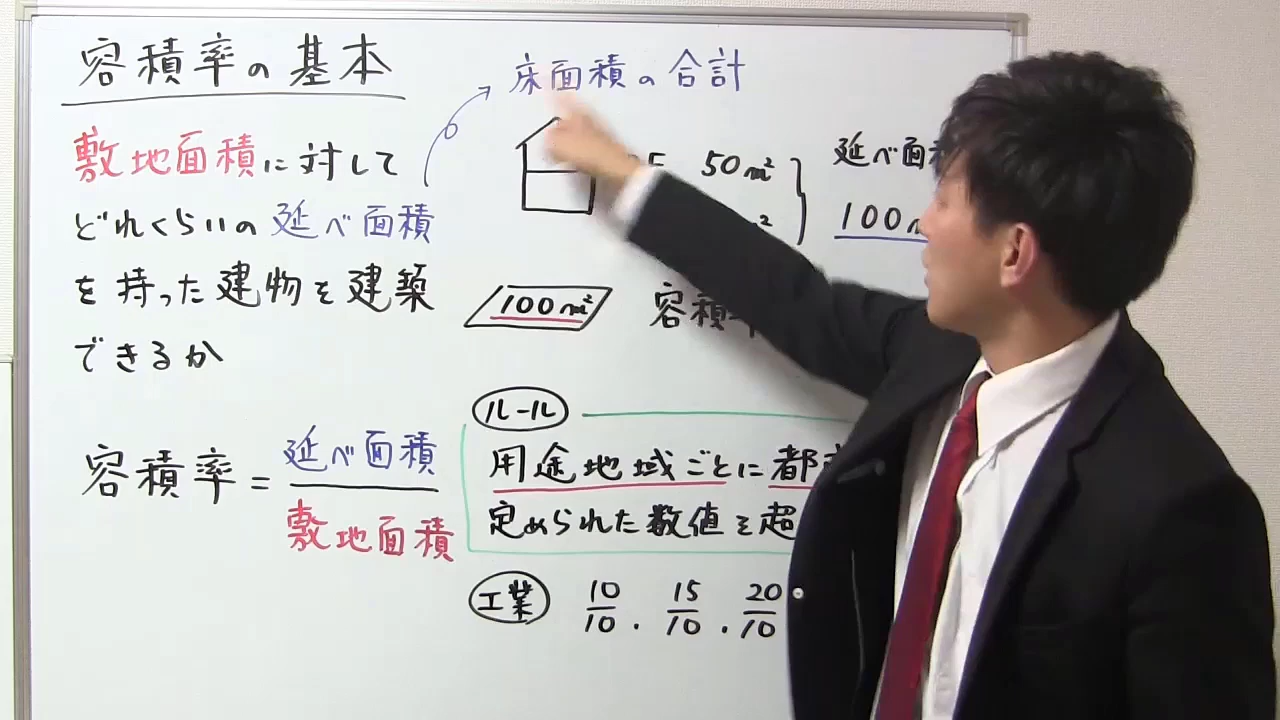 容積率の基本
敷地面積に対して
どれくらいの延べ面積
を持った建物を建築
できるか
容積率=延べ面積
敷地面積
床面積の合計
50㎡
延べ面
100
100㎡
容積率
ルール
用途地域ごとに都
定められた数値を超
工業 10/10 . 15/10 . 20/10